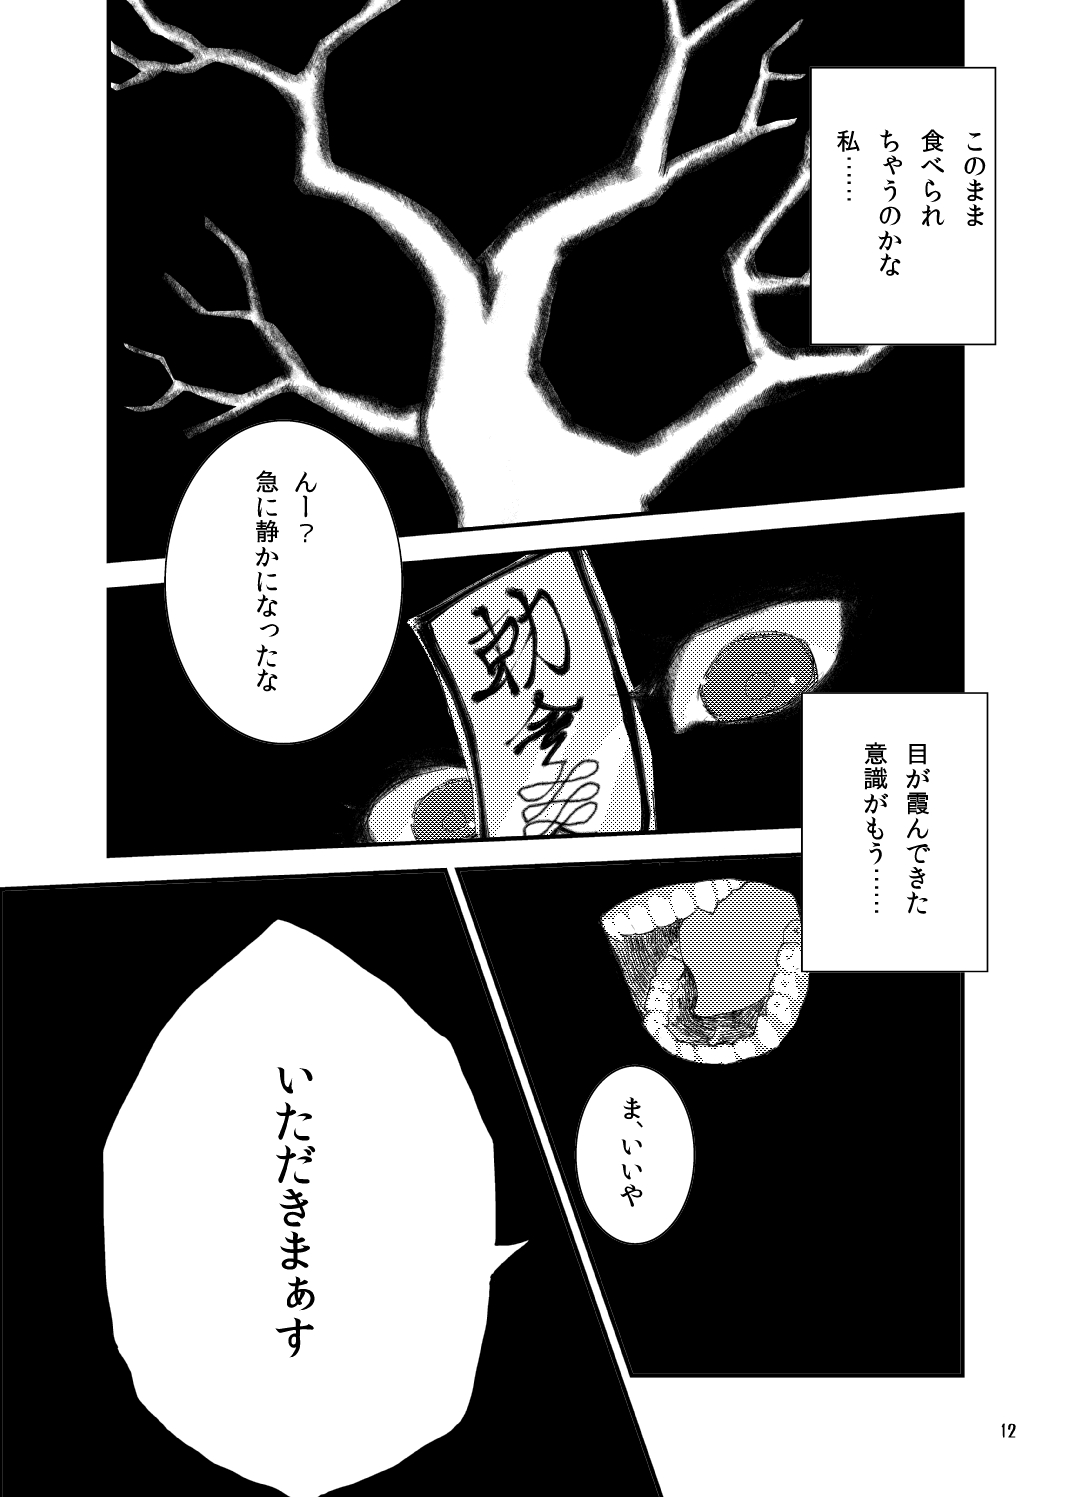 このまま
食べられ
ちゃうのかな
私……
んー？
急に静かになったな
勅令
目が霞んできた
意識がもう……
ま、いいや
いただきまぁす
12